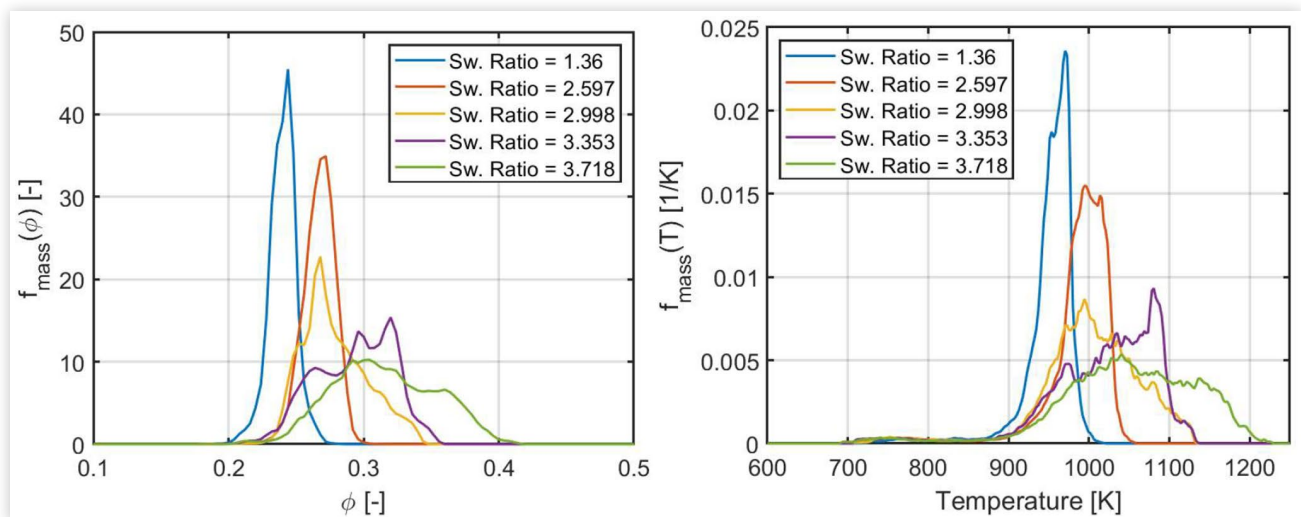 50
40
30
20
10
0
f_mass(ϕ) [-]
Sw. Ratio = 1.36
Sw. Ratio = 2.597
Sw. Ratio = 2.998
Sw. Ratio = 3.353
Sw. Ratio = 3.718
0.1 0.2 0.3 0.4 0.5
ϕ [-]
0.025
0.02
0.015
0.01
0.005
0
f_mass(T) [1/K]
Sw. Ratio = 1.36
Sw. Ratio = 2.597
Sw. Ratio = 2.998
Sw. Ratio = 3.353
Sw. Ratio = 3.718
600 700 800 900 1000 1100 1200
Temperature [K]